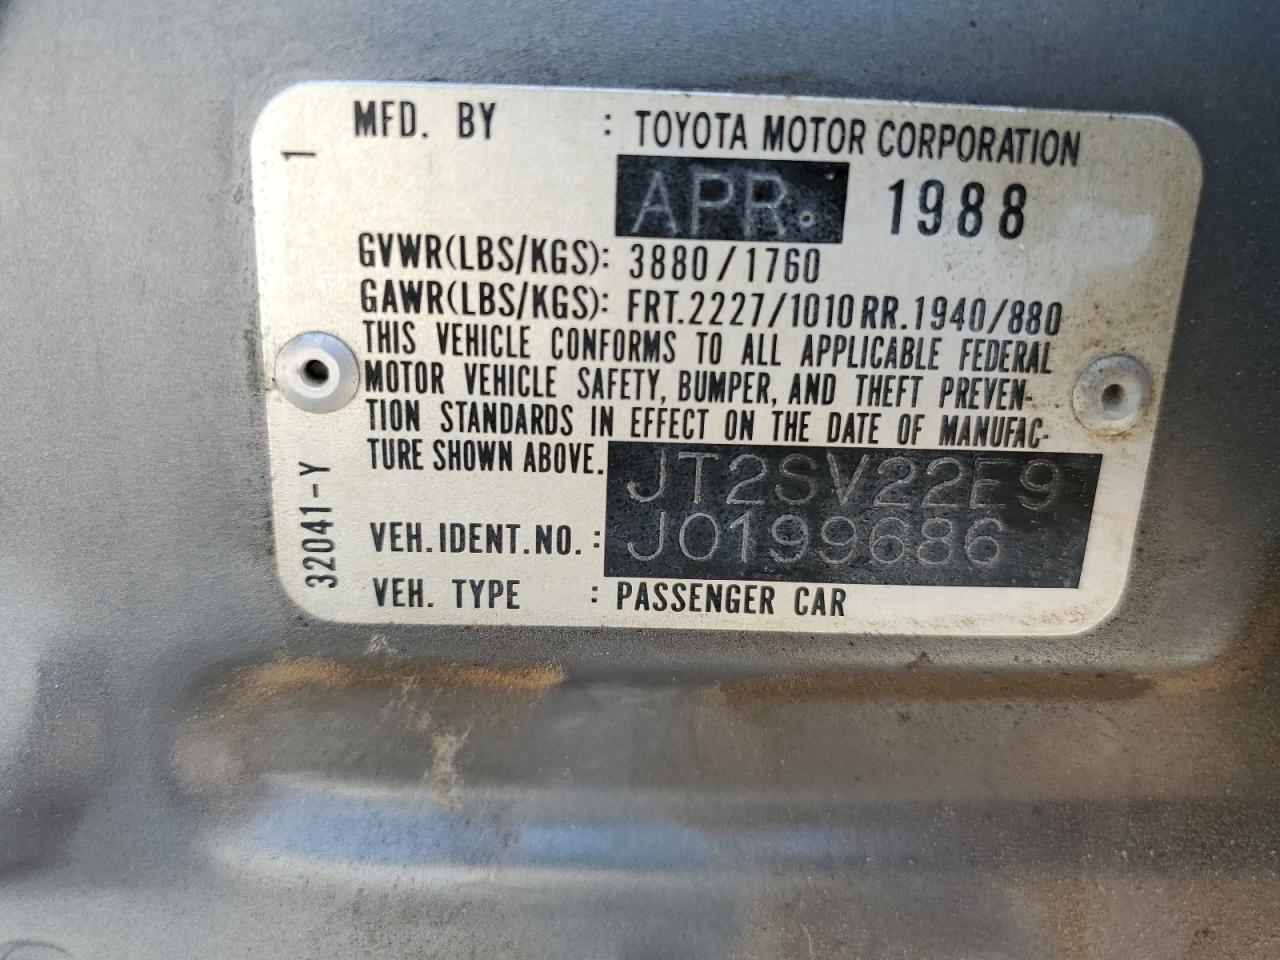 MFD. BY : TOYOTA MOTOR CORPORATION
1
APR. 1988
GVWR(LBS/KGS): 3880/1760
GAWR(LBS/KGS): FRT.2227/1010 RR.1940/880
THIS VEHICLE CONFORMS TO ALL APPLICABLE FEDERAL
MOTOR VEHICLE SAFETY, BUMPER, AND THEFT PREVEN-
TION STANDARDS IN EFFECT ON THE DATE OF MANUFAC-
TURE SHOWN ABOVE.
JT2SV22E9
VEH.IDENT.NO. : J0199686
VEH. TYPE : PASSENGER CAR
32041-Y